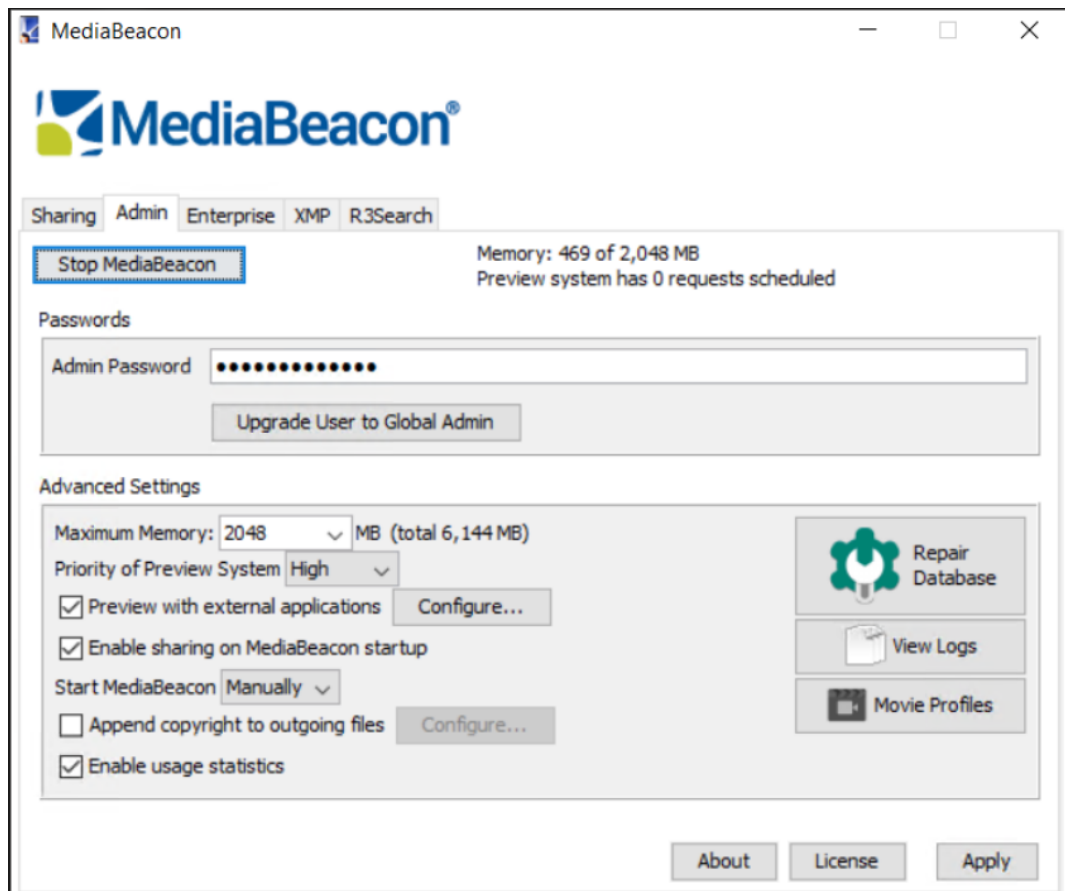 MediaBeacon
MediaBeacon®
Sharing Admin Enterprise XMP R3Search
Stop MediaBeacon
Memory: 469 of 2,048 MB
Preview system has 0 requests scheduled
Passwords
Admin Password •••••••••••••
Upgrade User to Global Admin
Advanced Settings
Maximum Memory: 2048 MB (total 6,144 MB)
Priority of Preview System High
Preview with external applications Configure...
Enable sharing on MediaBeacon startup
Start MediaBeacon Manually
Append copyright to outgoing files Configure...
Enable usage statistics
Repair
Database
View Logs
Movie Profiles
About License Apply